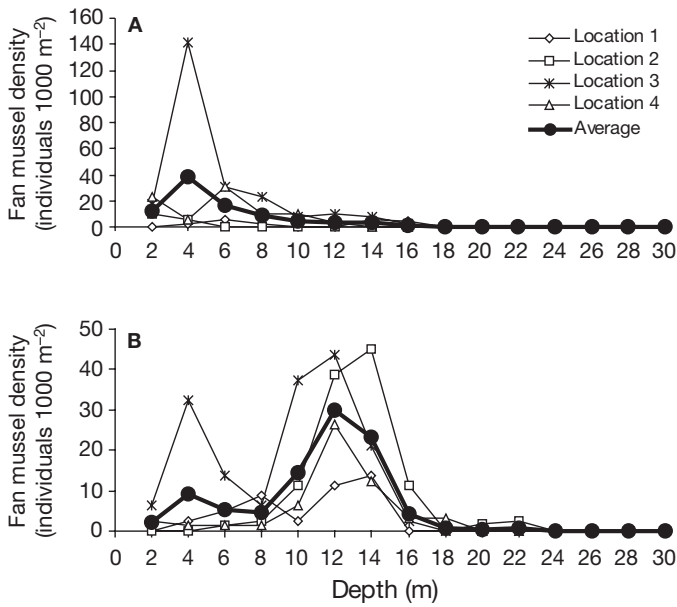 A
160
140
120
100
80
60
40
20
0
Fan mussel density
(individuals 1000 m⁻²)
Location 1
Location 2
Location 3
Location 4
Average
0 2 4 6 8 10 12 14 16 18 20 22 24 26 28 30
B
50
40
30
20
10
0
Fan mussel density
(individuals 1000 m⁻²)
0 2 4 6 8 10 12 14 16 18 20 22 24 26 28 30
Depth (m)